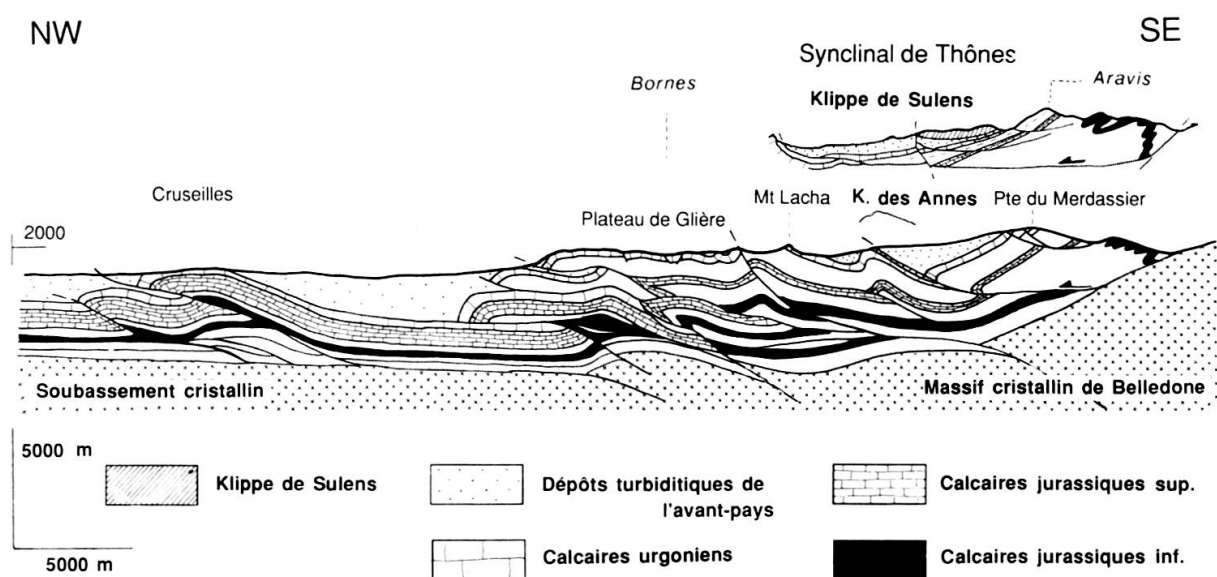 NW
SE
Synclinal de Thônes
Bornes
Aravis
Klippe de Sulens
Cruseilles
Mt Lacha
K. des Annes
Pte du Merdassier
Plateau de Glière
2000
Soubassement cristallin
Massif cristallin de Belledone
5000 m
Klippe de Sulens
Dépôts turbiditiques de
l'avant-pays
Calcaires jurassiques sup.
Calcaires urgoniens
Calcaires jurassiques inf.
5000 m